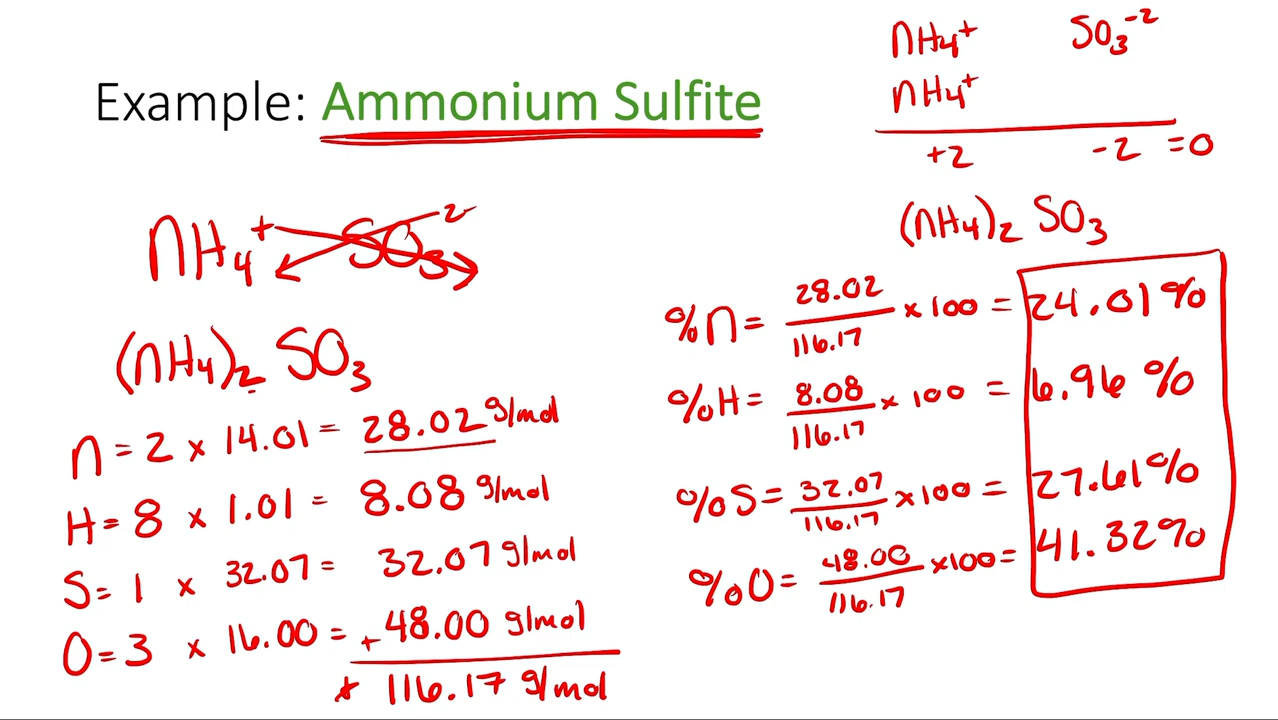 Example: Ammonium Sulfite
NH₄⁺ SO₃⁻²
NH₄⁺
+2 -2 =0
(NH₄)₂ SO₃
NH₄⁺ SO₃⁻²
(NH₄)₂ SO₃
N = 2 x 14.01 = 28.02 g/mol
H = 8 x 1.01 = 8.08 g/mol
S = 1 x 32.07 = 32.07 g/mol
O = 3 x 16.00 = + 48.00 g/mol
* 116.17 g/mol
%N = 28.02/116.17 x 100 = 24.01%
%H = 8.08/116.17 x 100 = 6.96 %
%S = 32.07/116.17 x 100 = 27.61%
%O = 48.00/116.17 x 100 = 41.32%